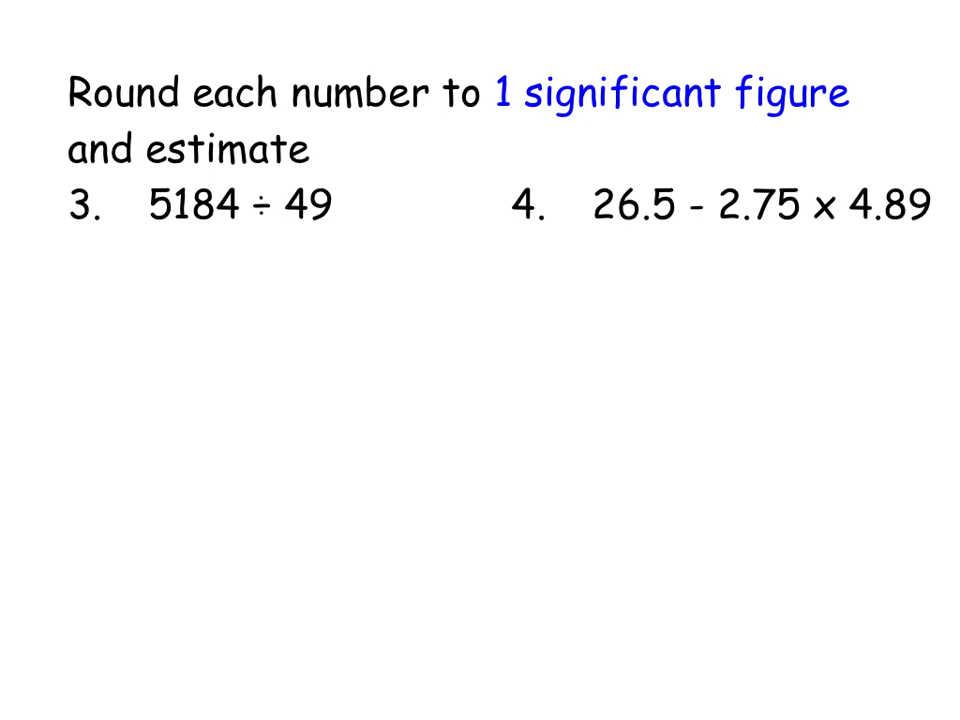 Round each number to 1 significant figure
and estimate
3. 5184 ÷ 49 4. 26.5 - 2.75 x 4.89